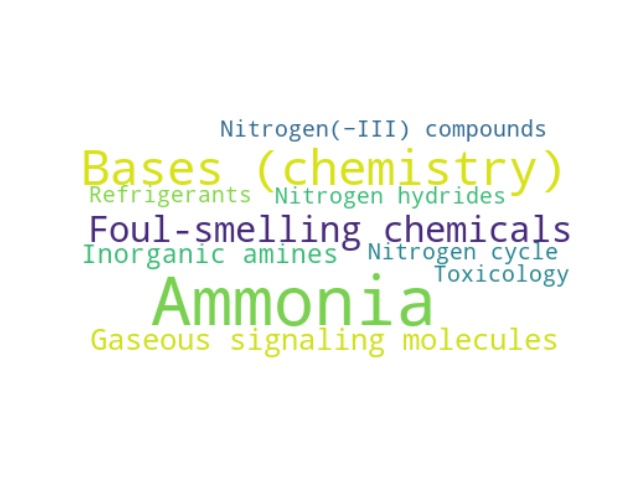 Nitrogen(−III) compounds
Bases (chemistry)
Refrigerants
Nitrogen hydrides
Foul-smelling chemicals
Inorganic amines
Nitrogen cycle
Toxicology
Ammonia
Gaseous signaling molecules